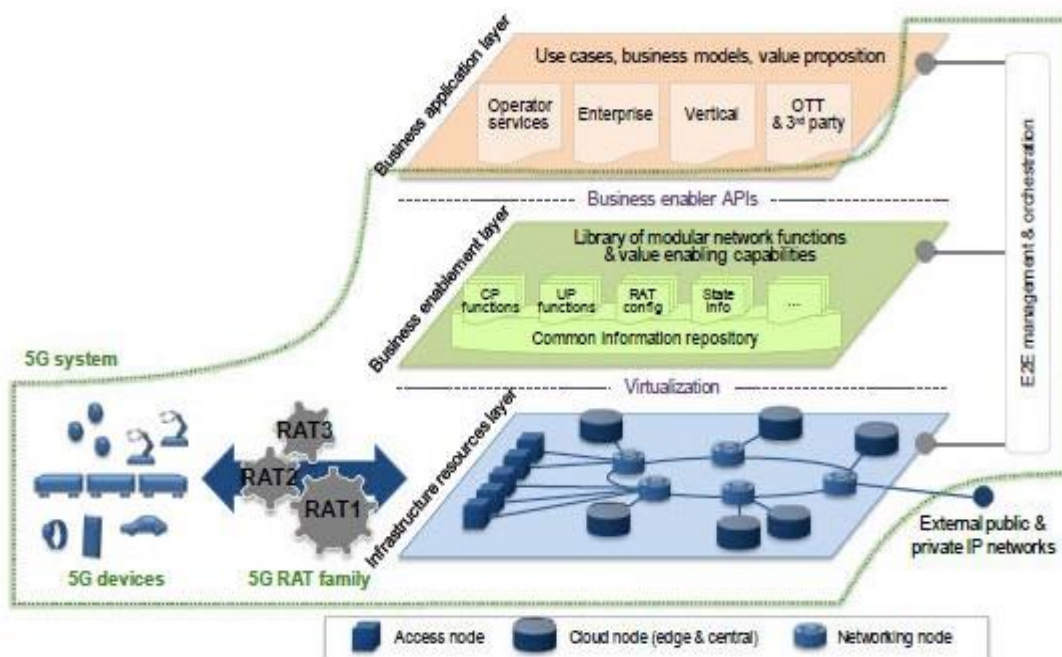 Business application layer
Use cases, business models, value proposition
Operator
services
Enterprise
Vertical
OTT
& 3rd party
Business enabler APIs
Business enablement layer
Library of modular network functions
& value enabling capabilities
CP
functions
UP
functions
RAT
config
State
info
...
Common information repository
E2E management & orchestration
5G system
Virtualization
Infrastructure resources layer
RAT3
RAT2
RAT1
5G devices
5G RAT family
External public &
private IP networks
Access node
Cloud node (edge & central)
Networking node